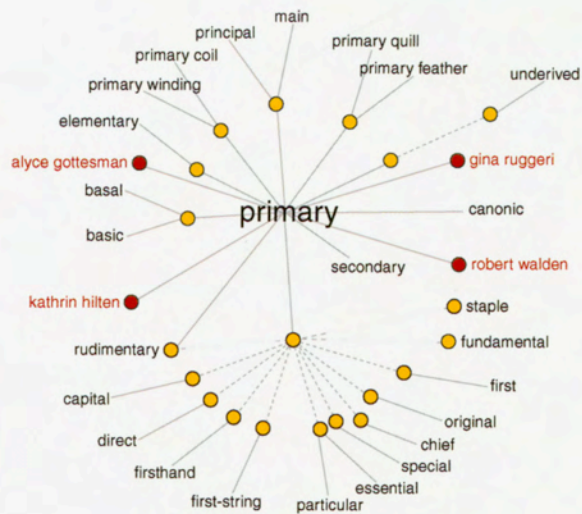 main
principal
primary quill
primary coil
primary feather
underived
primary winding
elementary
alyce gottesman
gina ruggeri
basal
primary
canonic
basic
secondary
robert walden
kathrin hilten
staple
fundamental
rudimentary
first
capital
original
direct
chief
firsthand
special
essential
first-string
particular